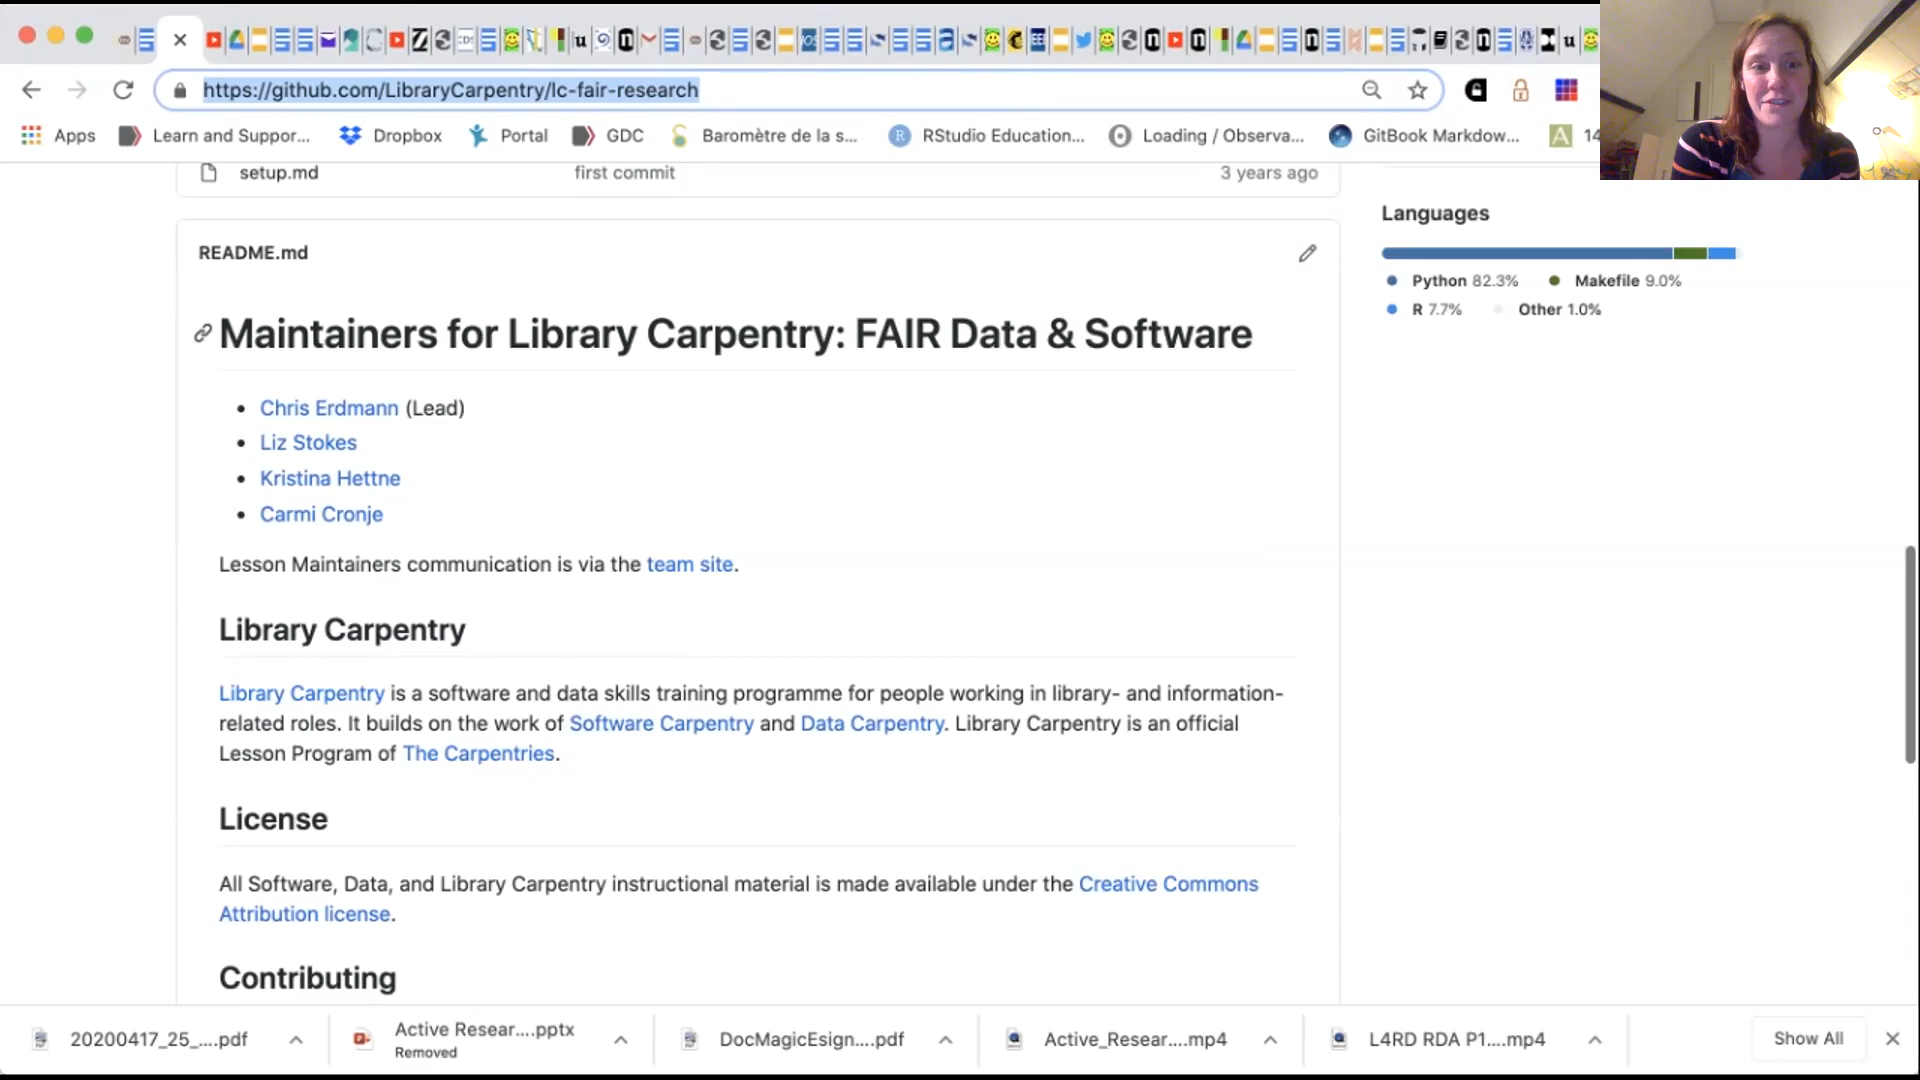 https://github.com/LibraryCarpentry/lc-fair-research
Apps
Learn and Suppor...
Dropbox
Portal
GDC
Baromètre de la s...
RStudio Education...
Loading / Observa...
GitBook Markdow...
14
setup.md
first commit
3 years ago
README.md
Maintainers for Library Carpentry: FAIR Data & Software
Chris Erdmann (Lead)
Liz Stokes
Kristina Hettne
Carmi Cronje
Lesson Maintainers communication is via the team site.
Library Carpentry
Library Carpentry is a software and data skills training programme for people working in library- and information-
related roles. It builds on the work of Software Carpentry and Data Carpentry. Library Carpentry is an official
Lesson Program of The Carpentries.
License
All Software, Data, and Library Carpentry instructional material is made available under the Creative Commons
Attribution license.
Contributing
Languages
Python 82.3%
Makefile 9.0%
R 7.7%
Other 1.0%
20200417_25_....pdf
Active Resear....pptx
Removed
DocMagicEsign....pdf
Active_Resear....mp4
L4RD RDA P1....mp4
Show All